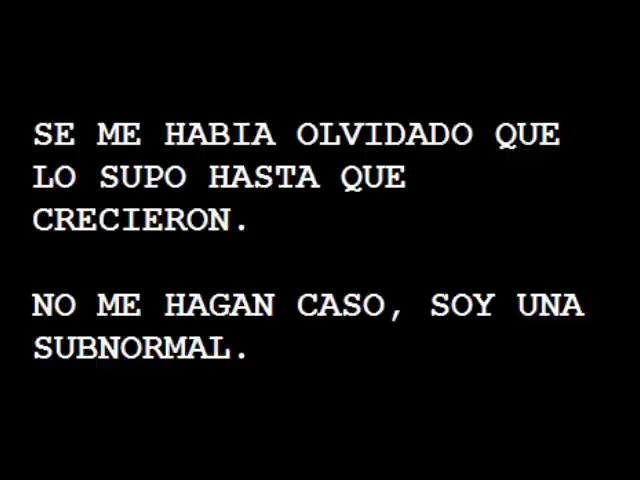 SE ME HABIA OLVIDADO QUE
LO SUPO HASTA QUE
CRECIERON.
NO ME HAGAN CASO, SOY UNA
SUBNORMAL.